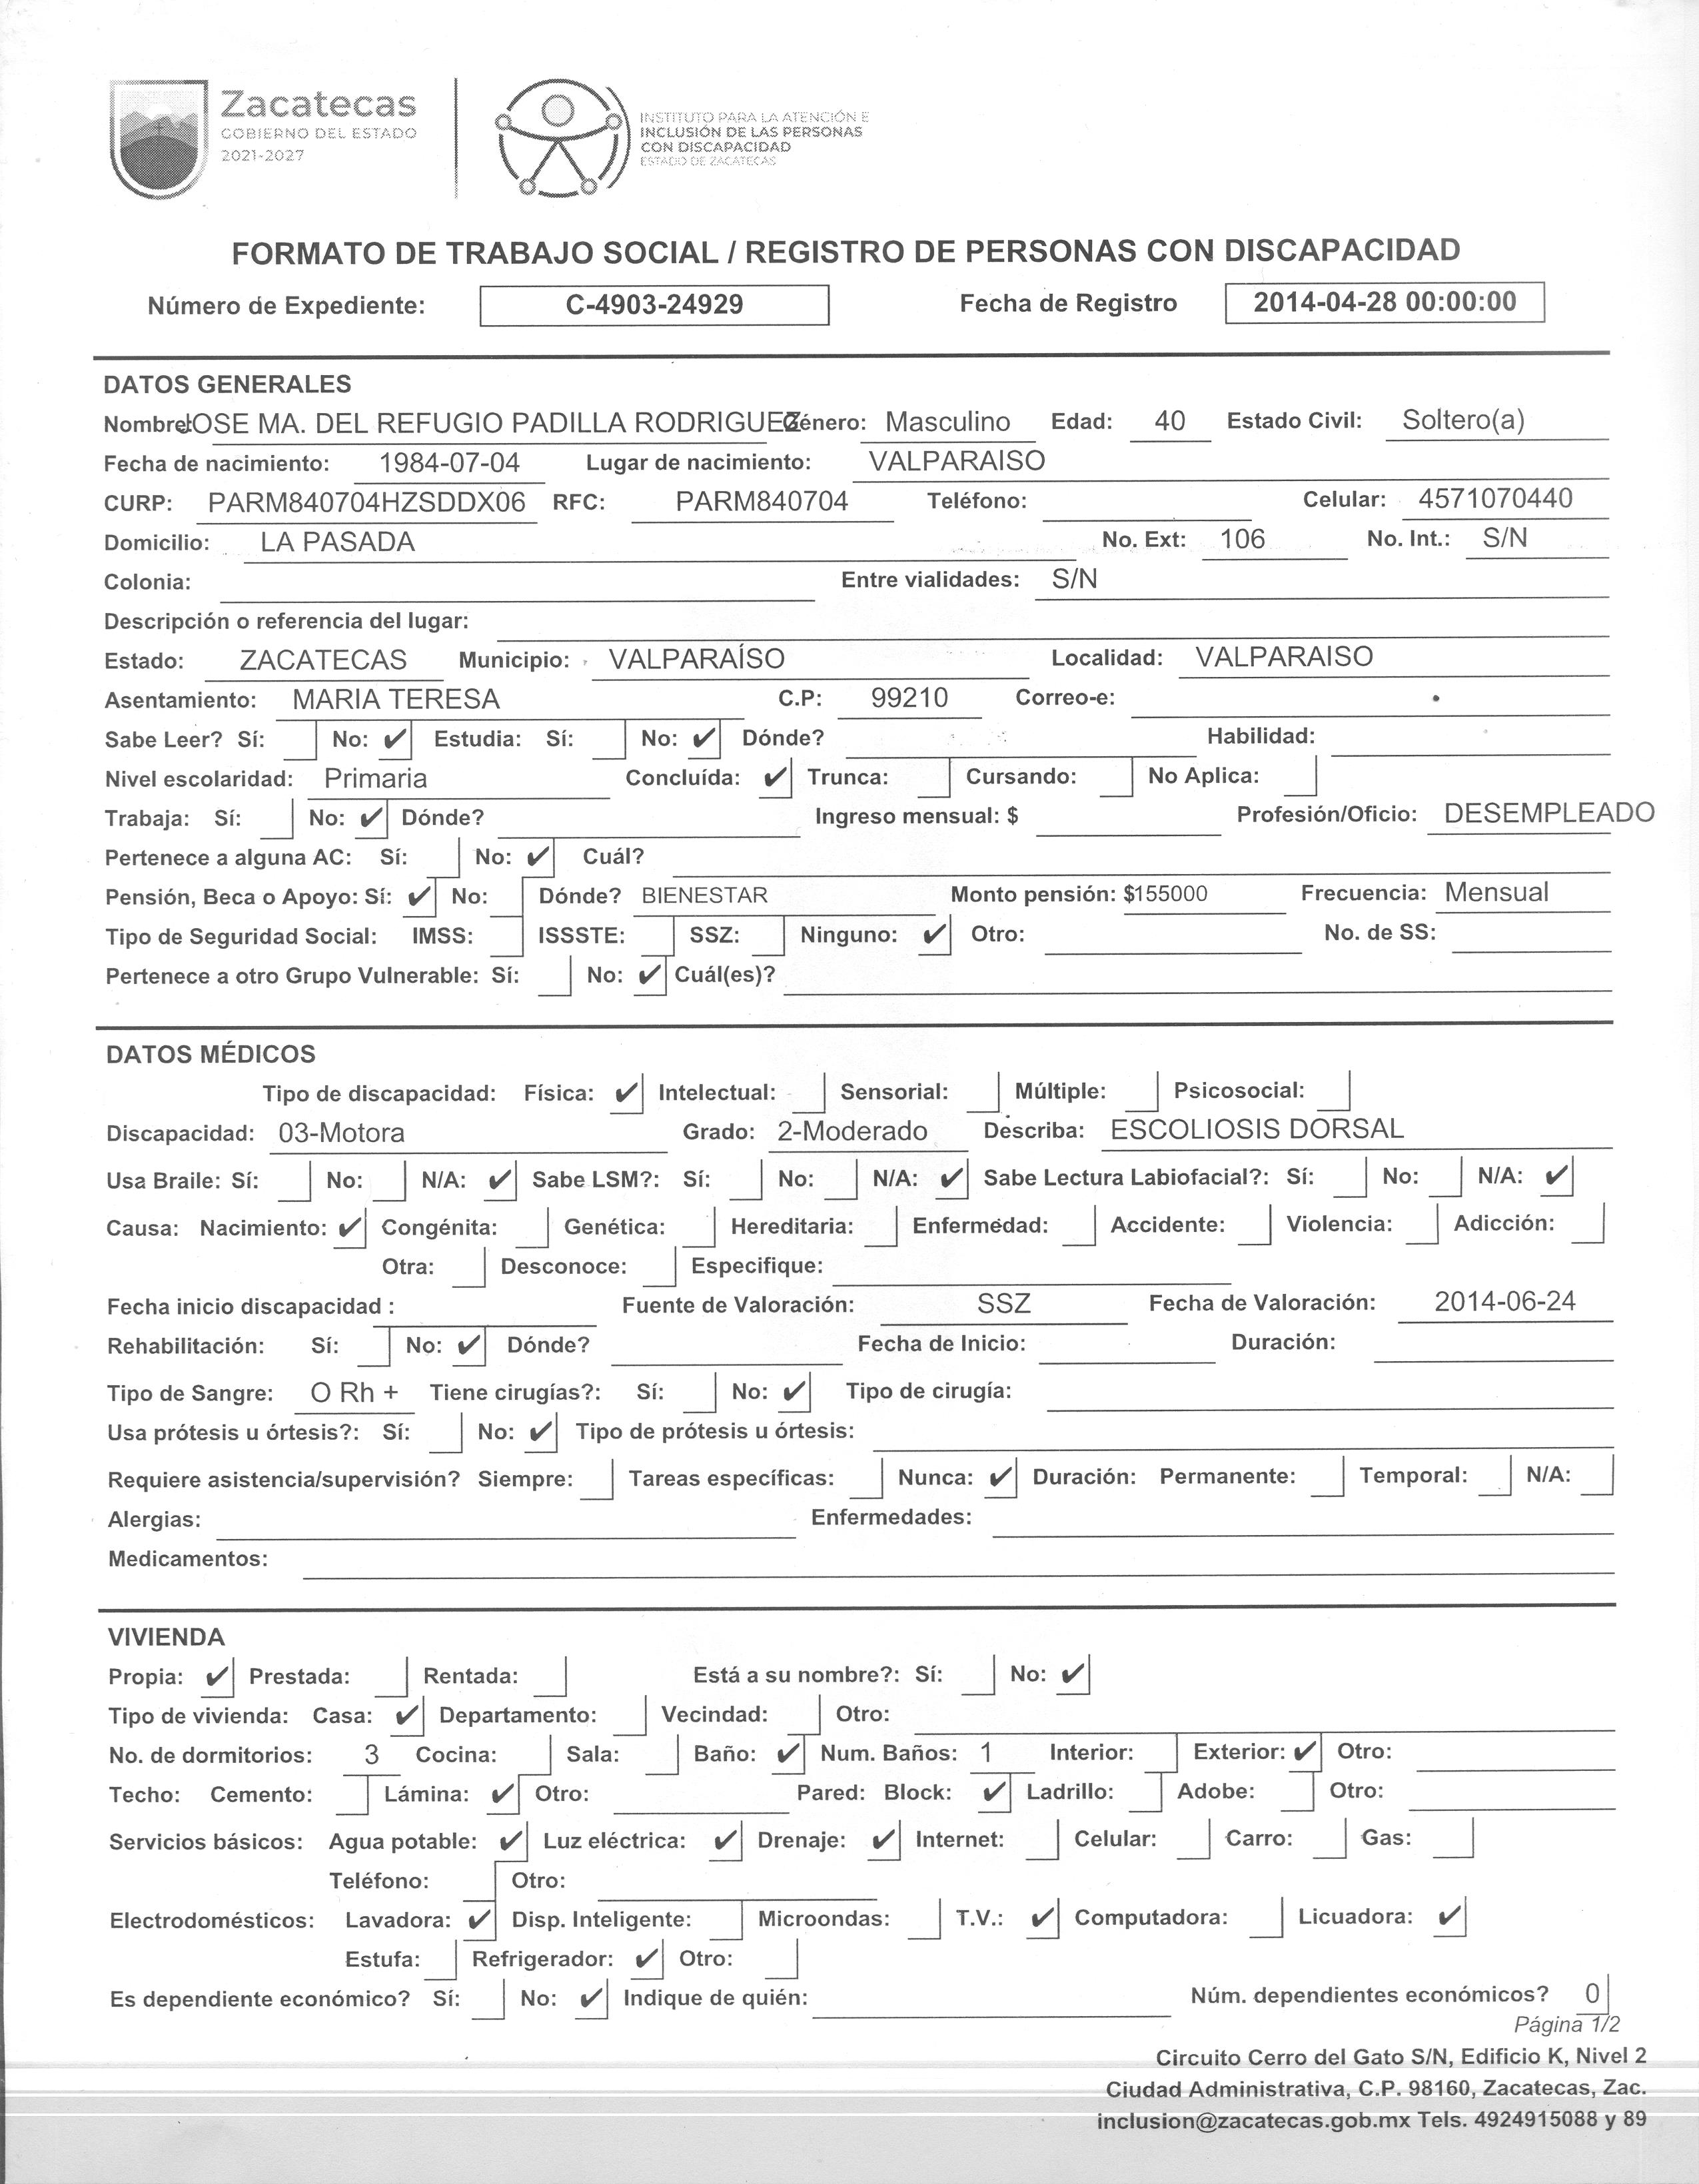 Zacatecas
GOBIERNO DEL ESTADO
2021-2027
INSTITUTO PARA LA ATENCIÓN E
INCLUSIÓN DE LAS PERSONAS
CON DISCAPACIDAD
ESTADO DE ZACATECAS
FORMATO DE TRABAJO SOCIAL / REGISTRO DE PERSONAS CON DISCAPACIDAD
Número de Expediente: C-4903-24929 Fecha de Registro 2014-04-28 00:00:00
DATOS GENERALES
Nombre: JOSE MA. DEL REFUGIO PADILLA RODRIGUEZ Género: Masculino Edad: 40 Estado Civil: Soltero(a)
Fecha de nacimiento: 1984-07-04 Lugar de nacimiento: VALPARAISO
CURP: PARM840704HZSDDX06 RFC: PARM840704 Teléfono: Celular: 4571070440
Domicilio: LA PASADA No. Ext: 106 No. Int.: S/N
Colonia: Entre vialidades: S/N
Descripción o referencia del lugar:
Estado: ZACATECAS Municipio: VALPARAÍSO Localidad: VALPARAISO
Asentamiento: MARIA TERESA C.P: 99210 Correo-e:
Sabe Leer? Sí: No: ✔ Estudia: Sí: No: ✔ Dónde? Habilidad:
Nivel escolaridad: Primaria Concluída: ✔ Trunca: Cursando: No Aplica:
Trabaja: Sí: No: ✔ Dónde? Ingreso mensual: $ Profesión/Oficio: DESEMPLEADO
Pertenece a alguna AC: Sí: No: ✔ Cuál?
Pensión, Beca o Apoyo: Sí: ✔ No: Dónde? BIENESTAR Monto pensión: $155000 Frecuencia: Mensual
Tipo de Seguridad Social: IMSS: ISSSTE: SSZ: Ninguno: ✔ Otro: No. de SS:
Pertenece a otro Grupo Vulnerable: Sí: No: ✔ Cuál(es)?
DATOS MÉDICOS
Tipo de discapacidad: Física: ✔ Intelectual: Sensorial: Múltiple: Psicosocial:
Discapacidad: 03-Motora Grado: 2-Moderado Describa: ESCOLIOSIS DORSAL
Usa Braile: Sí: No: N/A: ✔ Sabe LSM?: Sí: No: N/A: ✔ Sabe Lectura Labiofacial?: Sí: No: N/A: ✔
Causa: Nacimiento: ✔ Congénita: Genética: Hereditaria: Enfermedad: Accidente: Violencia: Adicción:
Otra: Desconoce: Especifique:
Fecha inicio discapacidad : Fuente de Valoración: SSZ Fecha de Valoración: 2014-06-24
Rehabilitación: Sí: No: ✔ Dónde? Fecha de Inicio: Duración:
Tipo de Sangre: O Rh + Tiene cirugías?: Sí: No: ✔ Tipo de cirugía:
Usa prótesis u órtesis?: Sí: No: ✔ Tipo de prótesis u órtesis:
Requiere asistencia/supervisión? Siempre: Tareas específicas: Nunca: ✔ Duración: Permanente: Temporal: N/A:
Alergias: Enfermedades:
Medicamentos:
VIVIENDA
Propia: ✔ Prestada: Rentada: Está a su nombre?: Sí: No: ✔
Tipo de vivienda: Casa: ✔ Departamento: Vecindad: Otro:
No. de dormitorios: 3 Cocina: Sala: Baño: ✔ Num. Baños: 1 Interior: Exterior: ✔ Otro:
Techo: Cemento: Lámina: ✔ Otro: Pared: Block: ✔ Ladrillo: Adobe: Otro:
Servicios básicos: Agua potable: ✔ Luz eléctrica: ✔ Drenaje: ✔ Internet: Celular: Carro: Gas:
Teléfono: Otro:
Electrodomésticos: Lavadora: ✔ Disp. Inteligente: Microondas: T.V.: ✔ Computadora: Licuadora: ✔
Estufa: Refrigerador: ✔ Otro:
Es dependiente económico? Sí: No: ✔ Indique de quién: Núm. dependientes económicos? 0
Página 1/2
Circuito Cerro del Gato S/N, Edificio K, Nivel 2
Ciudad Administrativa, C.P. 98160, Zacatecas, Zac.
inclusion@zacatecas.gob.mx Tels. 4924915088 y 89